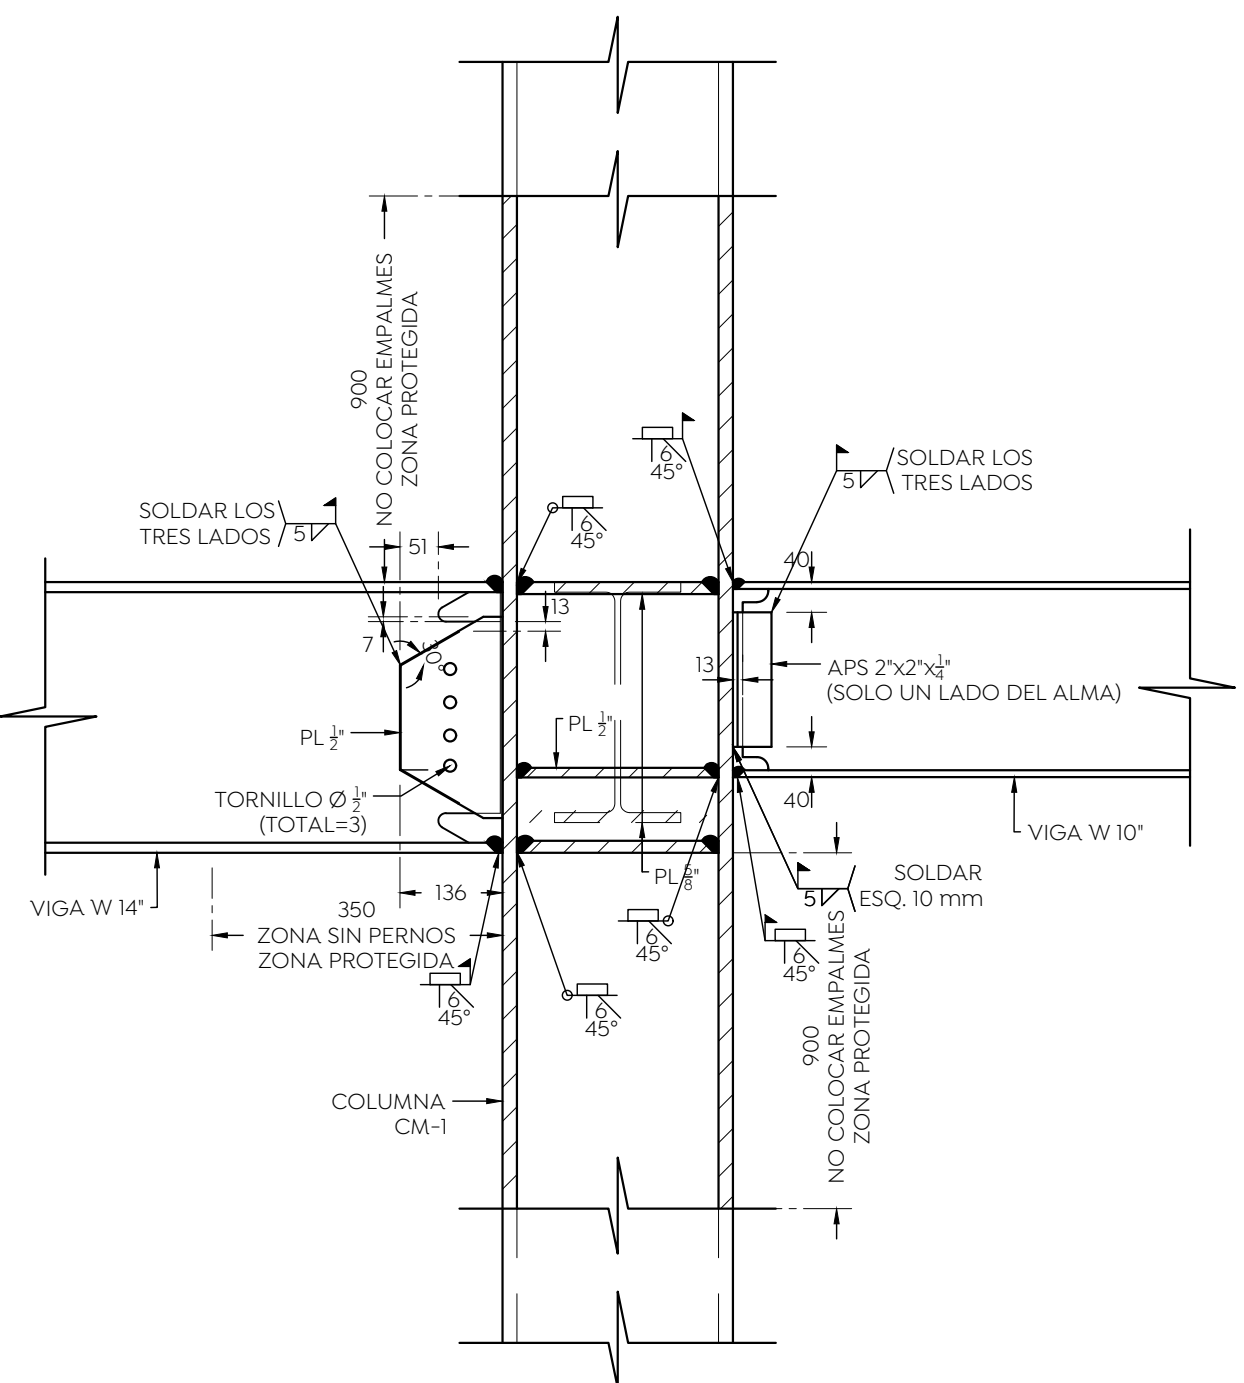 900
NO COLOCAR EMPALMES
ZONA PROTEGIDA
6
45°
SOLDAR LOS
TRES LADOS
5
SOLDAR LOS
TRES LADOS
5
6
45°
51
40
13
7
30°
13
APS 2"x2"x1/4"
(SOLO UN LADO DEL ALMA)
PL 1/2"
PL 1/2"
TORNILLO Ø 1/2"
(TOTAL=3)
40
VIGA W 10"
PL 5/8"
SOLDAR
ESQ. 10 mm
5
136
VIGA W 14"
350
ZONA SIN PERNOS
ZONA PROTEGIDA
6
45°
6
45°
6
45°
6
45°
900
NO COLOCAR EMPALMES
ZONA PROTEGIDA
COLUMNA
CM-1